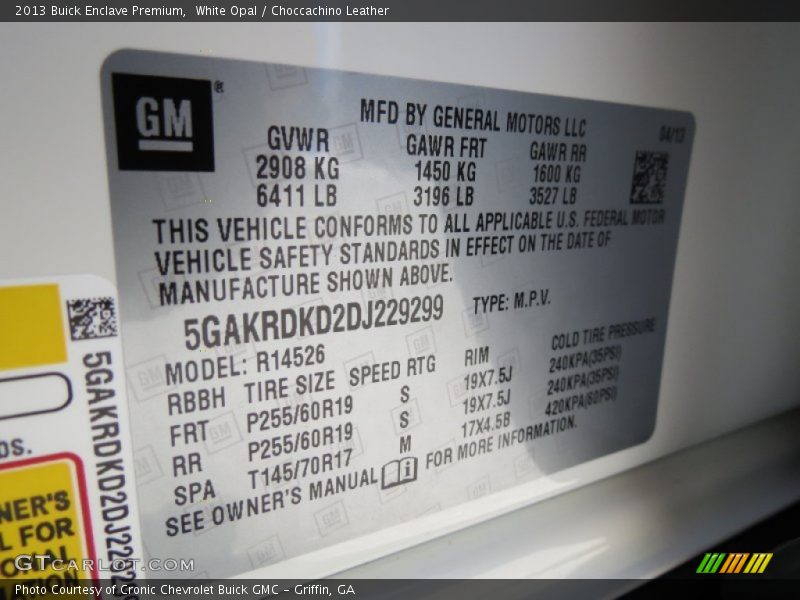 2013 Buick Enclave Premium, White Opal / Choccachino Leather
GM®
MFD BY GENERAL MOTORS LLC
04/13
GVWR GAWR FRT GAWR RR
2908 KG 1450 KG 1600 KG
6411 LB 3196 LB 3527 LB
THIS VEHICLE CONFORMS TO ALL APPLICABLE U.S. FEDERAL MOTOR
VEHICLE SAFETY STANDARDS IN EFFECT ON THE DATE OF
MANUFACTURE SHOWN ABOVE.
5GAKRDKD2DJ229299 TYPE: M.P.V.
MODEL: R14526
RBBH TIRE SIZE SPEED RTG RIM COLD TIRE PRESSURE
FRT P255/60R19 S 19X7.5J 240KPA(35PSI)
RR P255/60R19 S 19X7.5J 240KPA(35PSI)
SPA T145/70R17 M 17X4.5B 420KPA(60PSI)
SEE OWNER'S MANUAL i FOR MORE INFORMATION.
NER'S
L FOR
ONAL
ATION
GTCARLOT.COM
Photo Courtesy of Cronic Chevrolet Buick GMC – Griffin, GA